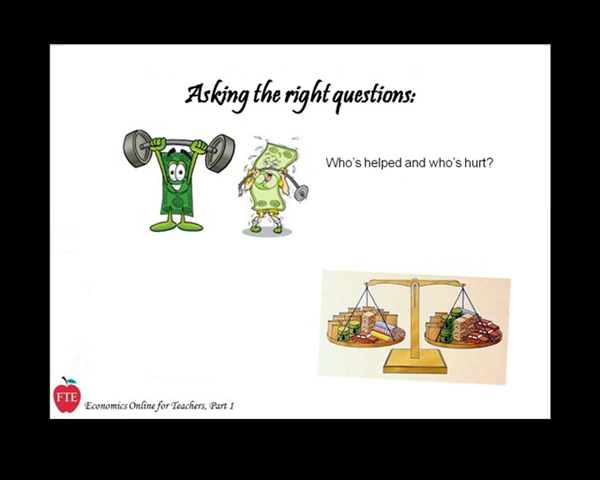 Asking the right questions:
Who's helped and who's hurt?
FTE
Economics Online for Teachers, Part 1